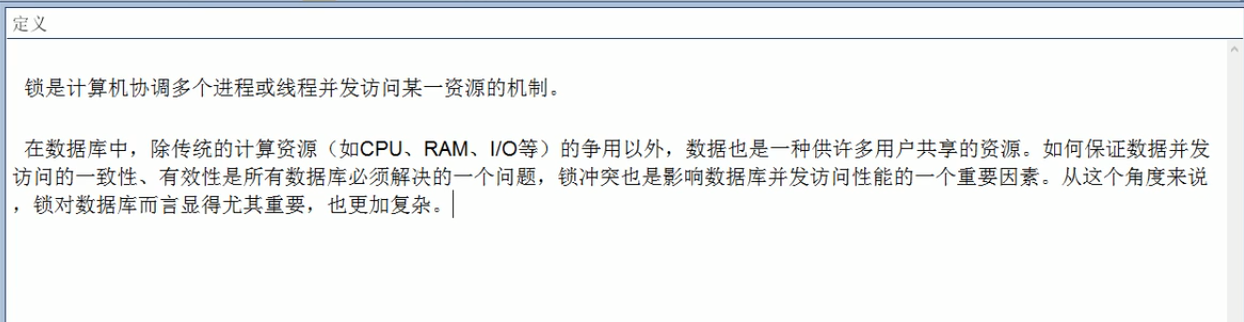 定义
锁是计算机协调多个进程或线程并发访问某一资源的机制。
在数据库中，除传统的计算资源（如CPU、RAM、I/O等）的争用以外，数据也是一种供许多用户共享的资源。如何保证数据并发
访问的一致性、有效性是所有数据库必须解决的一个问题，锁冲突也是影响数据库并发访问性能的一个重要因素。从这个角度来说
，锁对数据库而言显得尤其重要，也更加复杂。